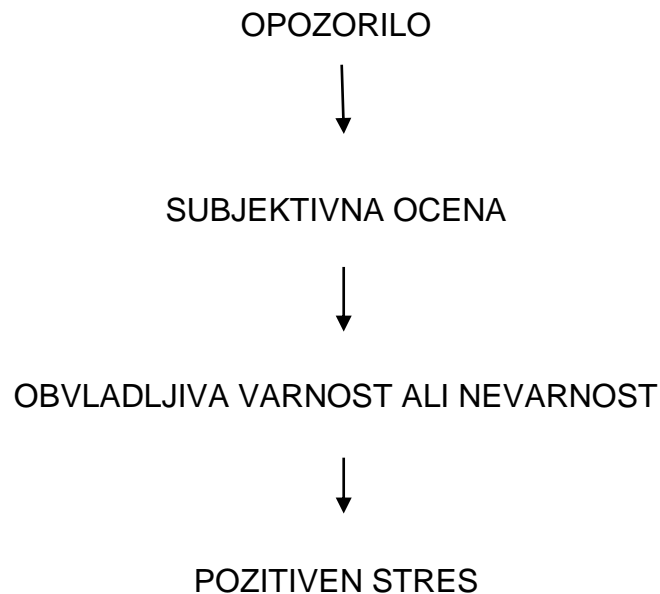 OPOZORILO
SUBJEKTIVNA OCENA
OBVLADLJIVA VARNOST ALI NEVARNOST
POZITIVEN STRES